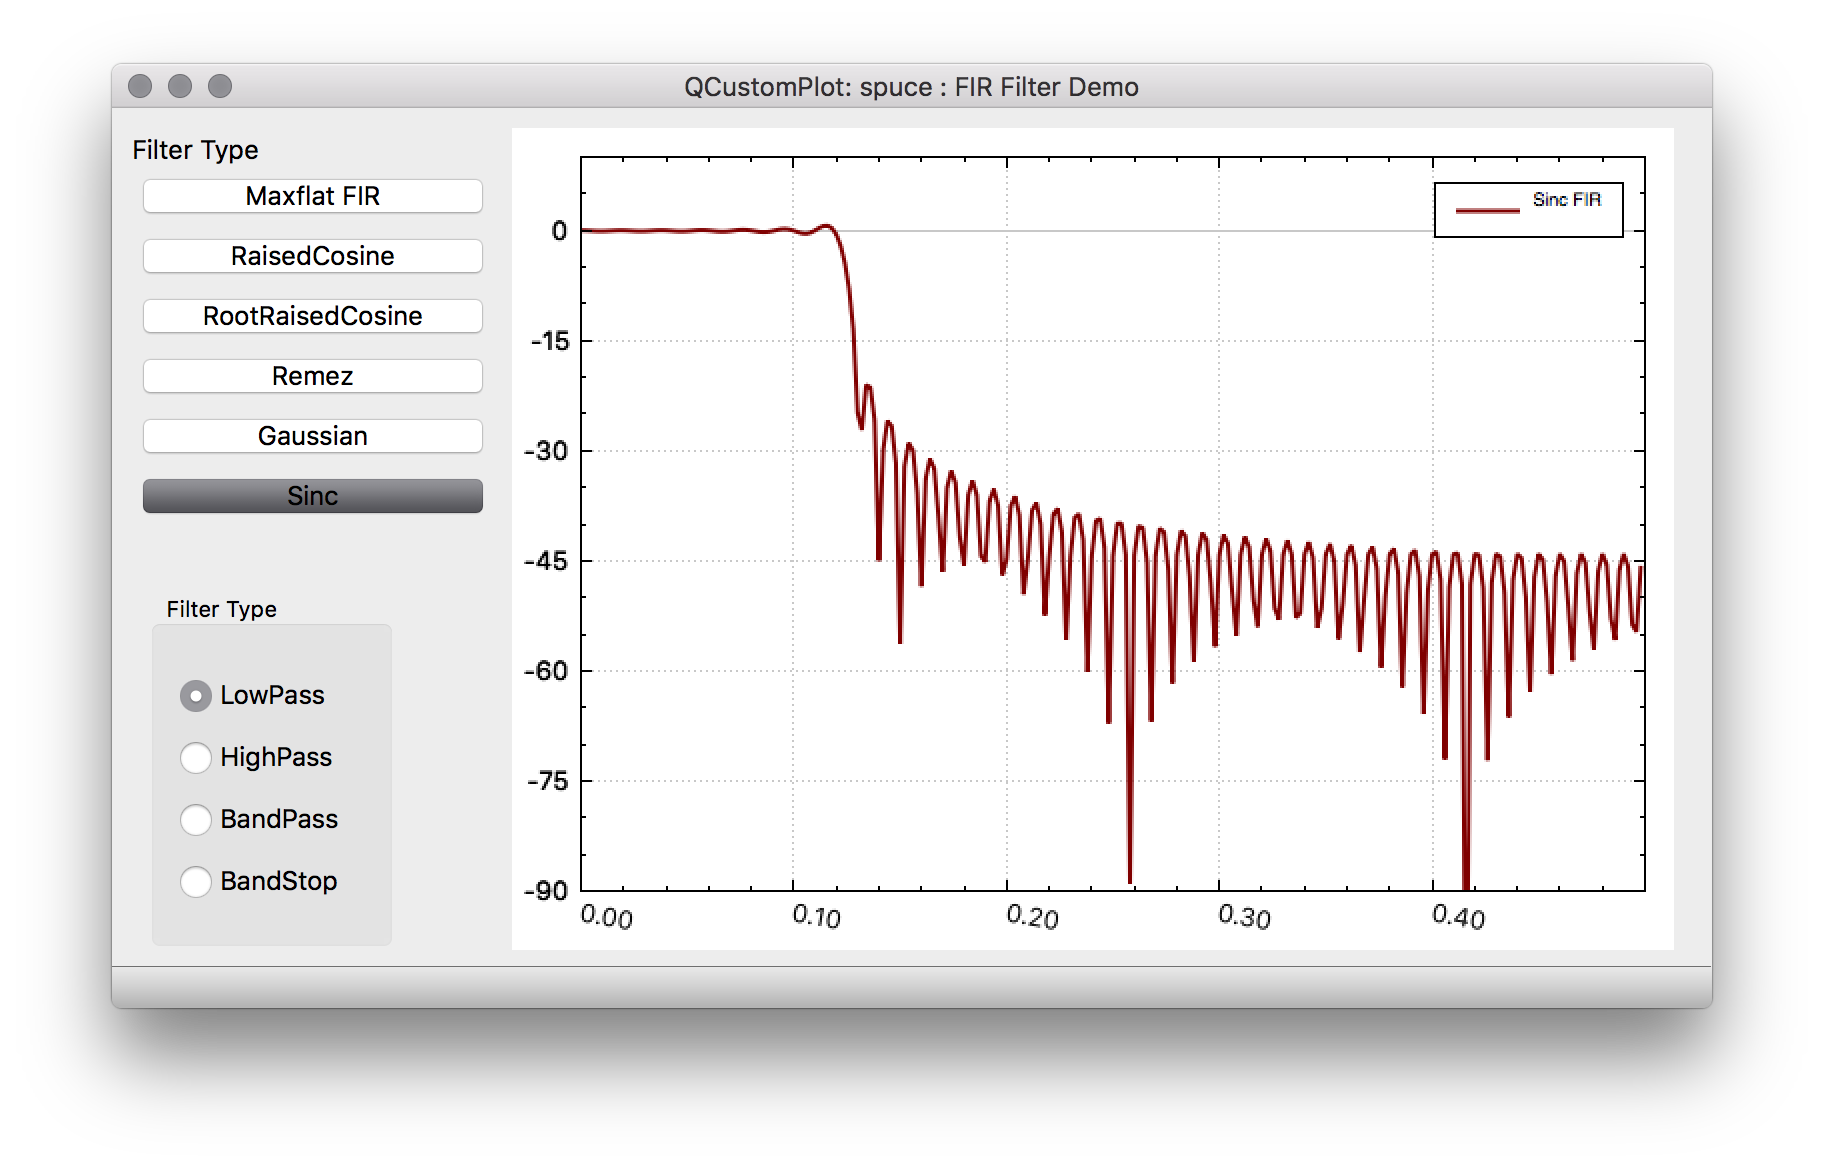 QCustomPlot: spuce : FIR Filter Demo
Filter Type
Maxflat FIR
RaisedCosine
RootRaisedCosine
Remez
Gaussian
Sinc
Filter Type
LowPass
HighPass
BandPass
BandStop
Sinc FIR
0
-15
-30
-45
-60
-75
-90
0.00 0.10 0.20 0.30 0.40